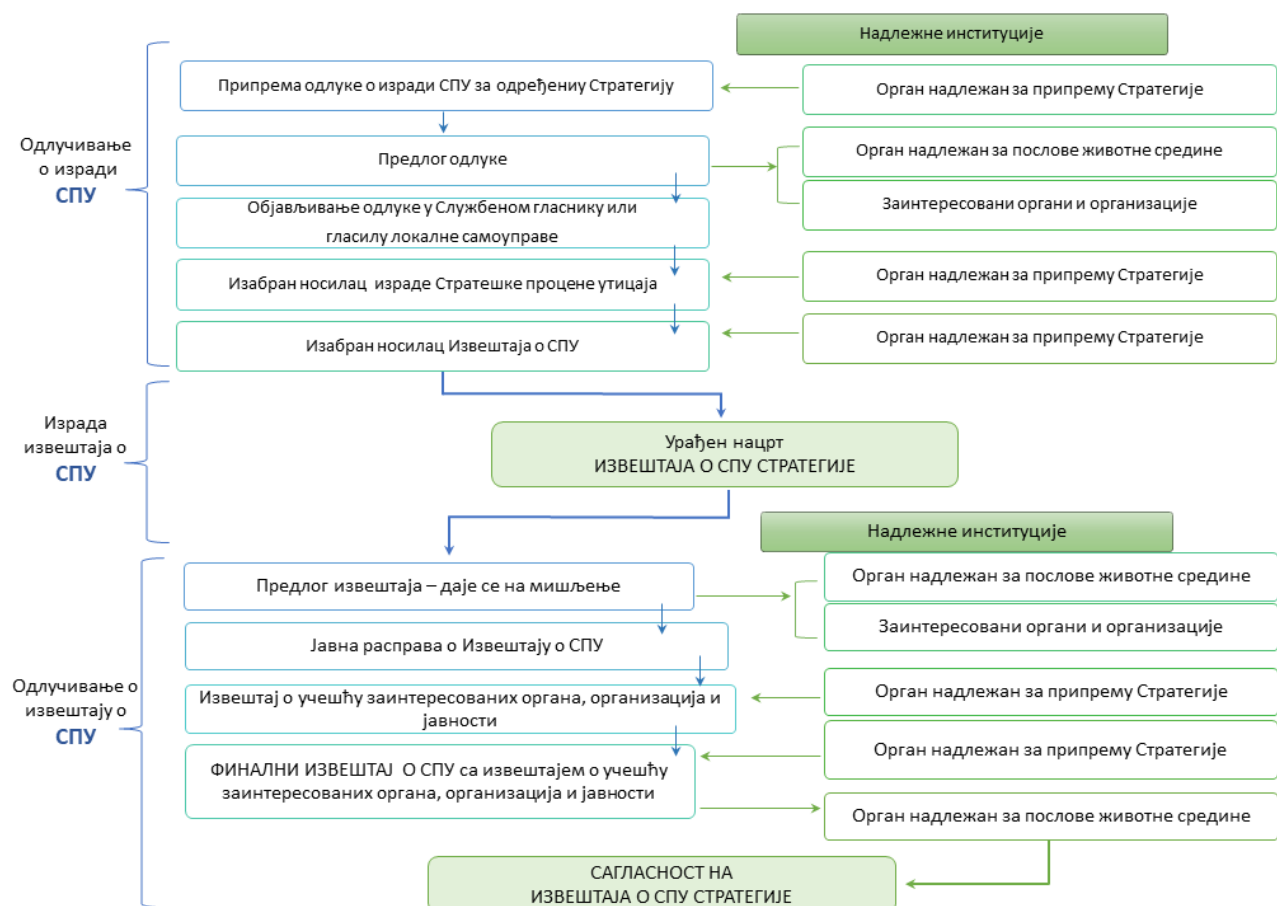 Надлежне институције
Одлучивање
о изради
СПУ
Припрема одлуке о изради СПУ за одређениу Стратегију
Орган надлежан за припрему Стратегије
Предлог одлуке
Орган надлежан за послове животне средине
Заинтересовани органи и организације
Објављивање одлуке у Службеном гласнику или
гласилу локалне самоуправе
Изабран носилац израде Стратешке процене утицаја
Орган надлежан за припрему Стратегије
Изабран носилац Извештаја о СПУ
Орган надлежан за припрему Стратегије
Израда
извештаја о
СПУ
Урађен нацрт
ИЗВЕШТАЈА О СПУ СТРАТЕГИЈЕ
Надлежне институције
Одлучивање о
извештају о
СПУ
Предлог извештаја – даје се на мишљење
Орган надлежан за послове животне средине
Заинтересовани органи и организације
Јавна расправа о Извештају о СПУ
Извештај о учешћу заинтересованих органа, организација и
јавности
Орган надлежан за припрему Стратегије
ФИНАЛНИ ИЗВЕШТАЈ О СПУ са извештајем о учешћу
заинтересованих органа, организација и јавности
Орган надлежан за припрему Стратегије
Орган надлежан за послове животне средине
САГЛАСНОСТ НА
ИЗВЕШТАЈА О СПУ СТРАТЕГИЈЕ